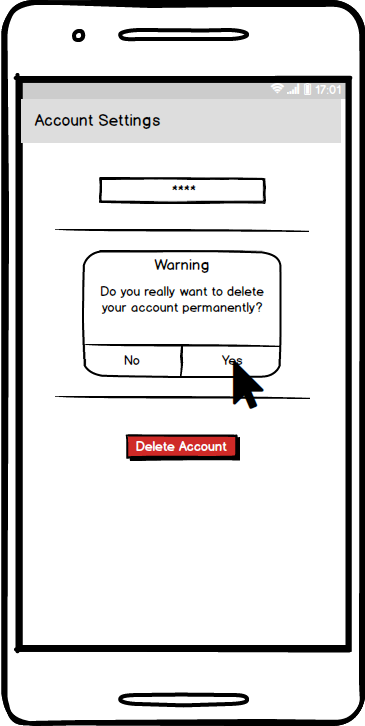 17:01
Account Settings
****
Warning
Do you really want to delete
your account permanently?
No
Yes
Delete Account